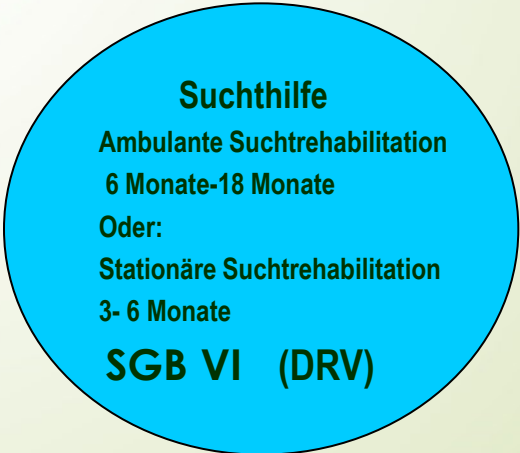 Suchthilfe
Ambulante Suchtrehabilitation
6 Monate-18 Monate
Oder:
Stationäre Suchtrehabilitation
3- 6 Monate
SGB VI (DRV)